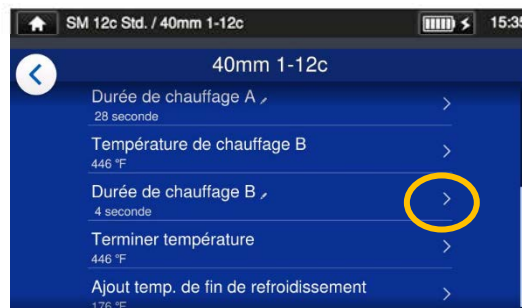 SM 12c Std. / 40mm 1-12c 15:35
40mm 1-12c
Durée de chauffage A
28 seconde
Température de chauffage B
446 °F
Durée de chauffage B
4 seconde
Terminer température
446 °F
Ajout temp. de fin de refroidissement
176 °F